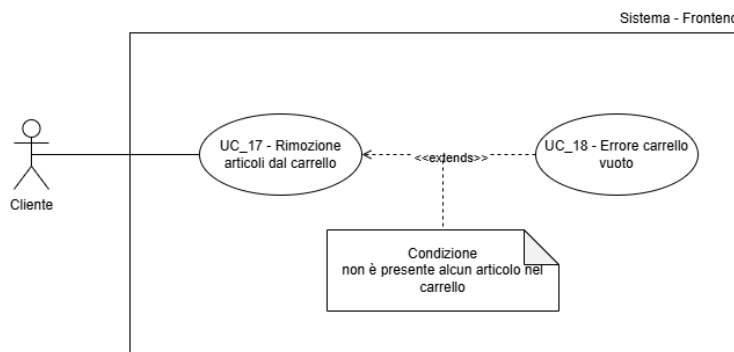 Sistema - Frontend
UC_17 - Rimozione
articoli dal carrello
<<extends>>
UC_18 - Errore carrello
vuoto
Cliente
Condizione
non è presente alcun articolo nel
carrello